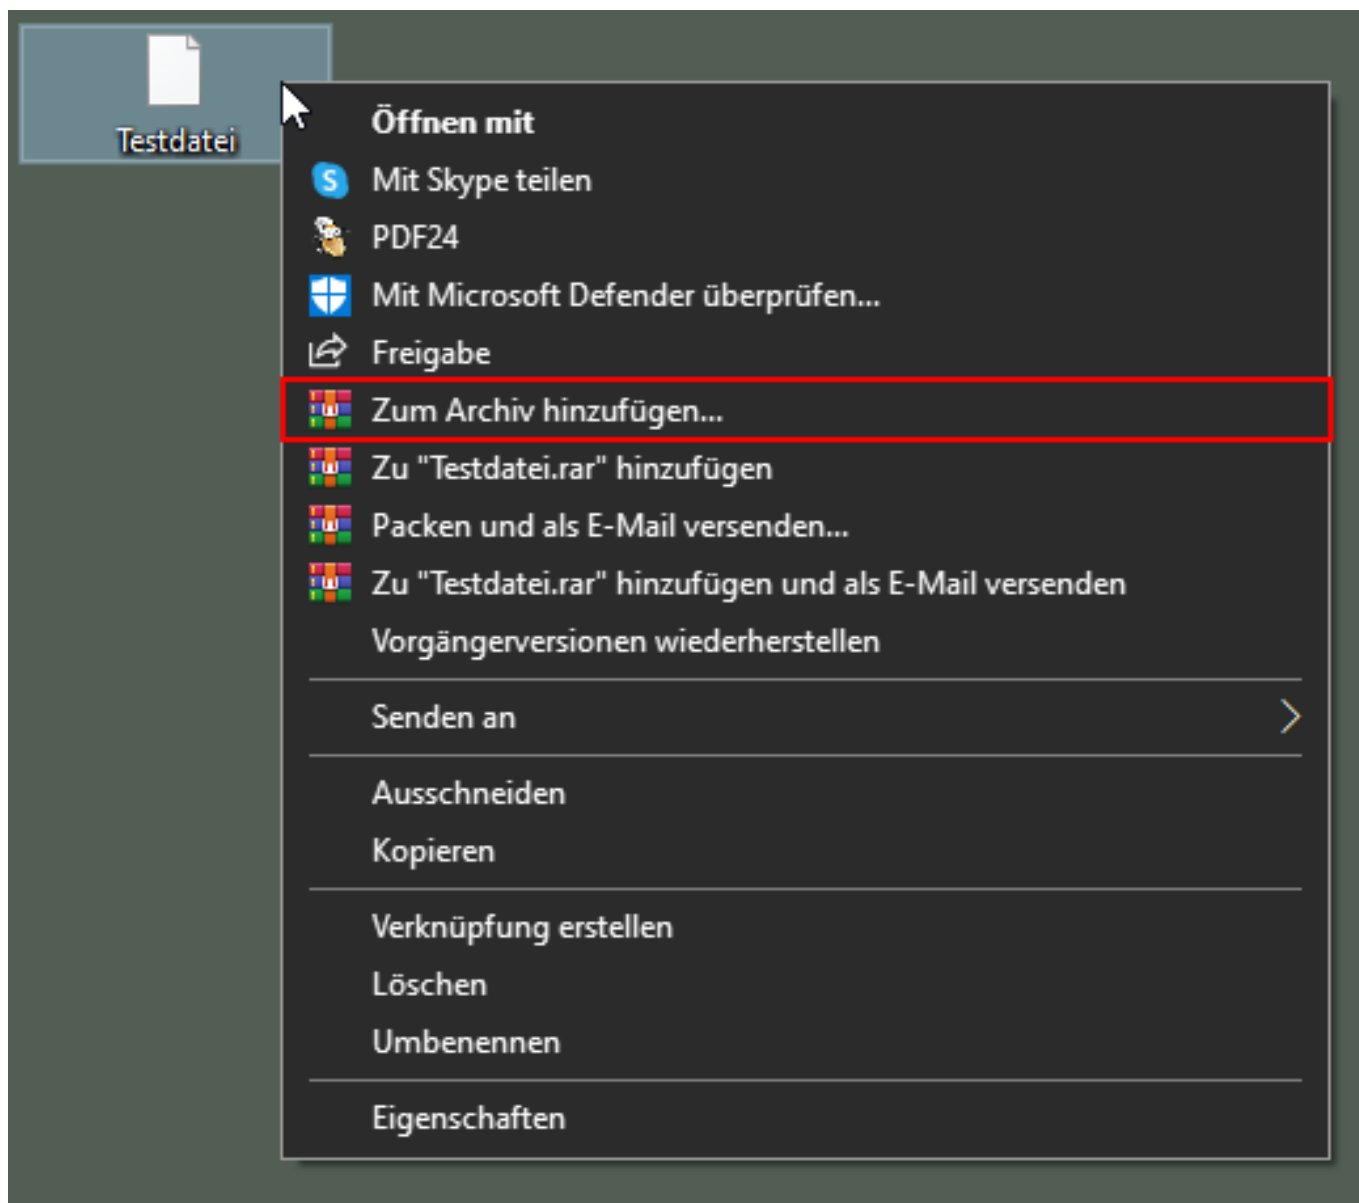 Testdatei
Öffnen mit
Mit Skype teilen
PDF24
Mit Microsoft Defender überprüfen...
Freigabe
Zum Archiv hinzufügen...
Zu "Testdatei.rar" hinzufügen
Packen und als E-Mail versenden...
Zu "Testdatei.rar" hinzufügen und als E-Mail versenden
Vorgängerversionen wiederherstellen
Senden an
Ausschneiden
Kopieren
Verknüpfung erstellen
Löschen
Umbenennen
Eigenschaften